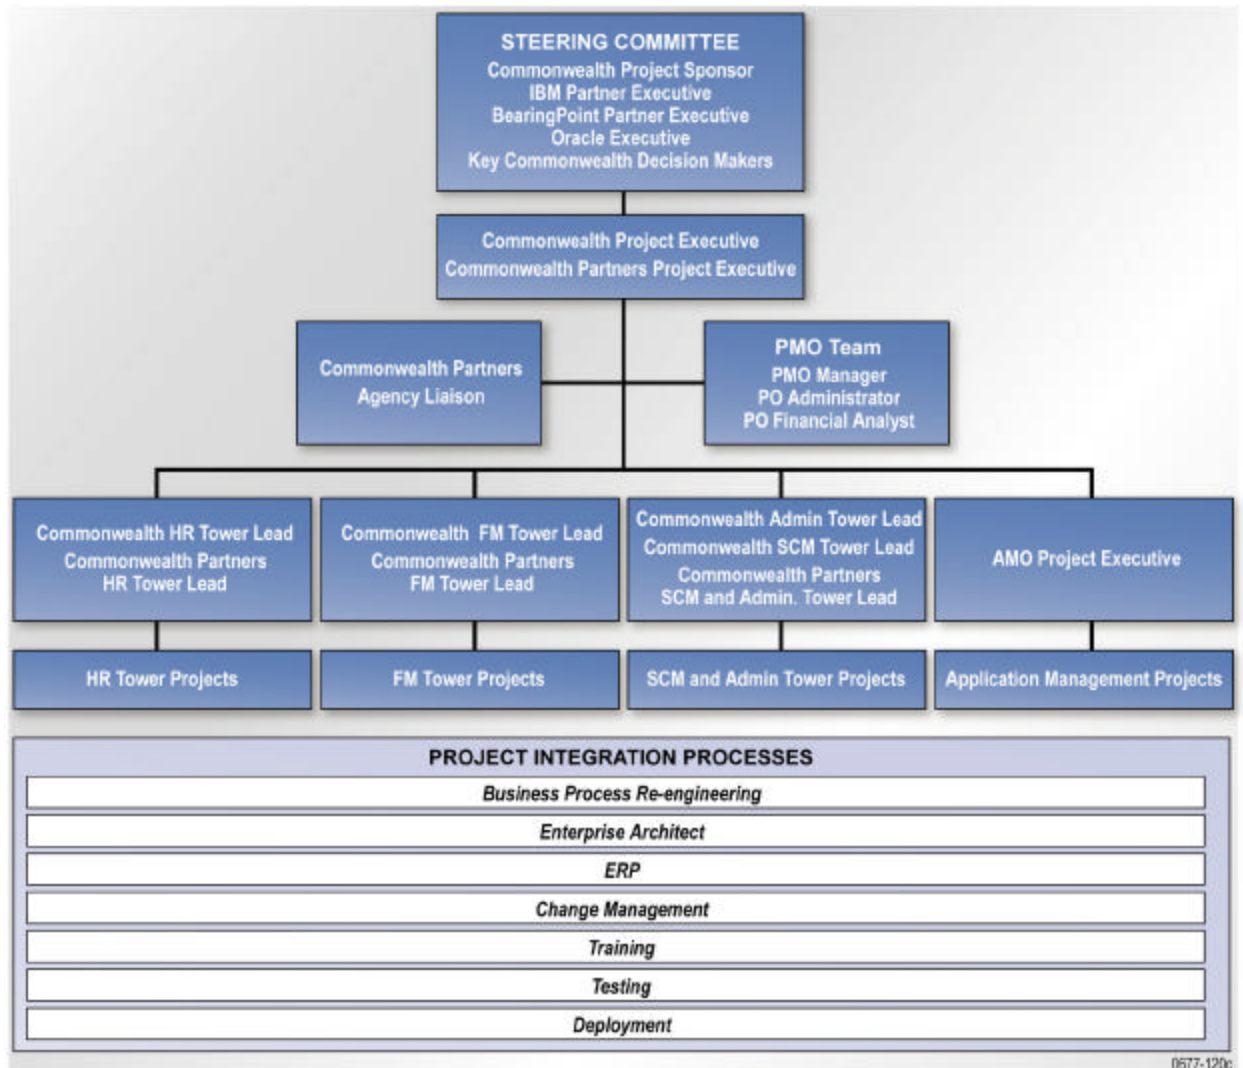 STEERING COMMITTEE
Commonwealth Project Sponsor
IBM Partner Executive
BearingPoint Partner Executive
Oracle Executive
Key Commonwealth Decision Makers
Commonwealth Project Executive
Commonwealth Partners Project Executive
Commonwealth Partners
Agency Liaison
PMO Team
PMO Manager
PO Administrator
PO Financial Analyst
Commonwealth HR Tower Lead
Commonwealth Partners
HR Tower Lead
Commonwealth FM Tower Lead
Commonwealth Partners
FM Tower Lead
Commonwealth Admin Tower Lead
Commonwealth SCM Tower Lead
Commonwealth Partners
SCM and Admin. Tower Lead
AMO Project Executive
HR Tower Projects
FM Tower Projects
SCM and Admin Tower Projects
Application Management Projects
PROJECT INTEGRATION PROCESSES
Business Process Re-engineering
Enterprise Architect
ERP
Change Management
Training
Testing
Deployment
0677-120c